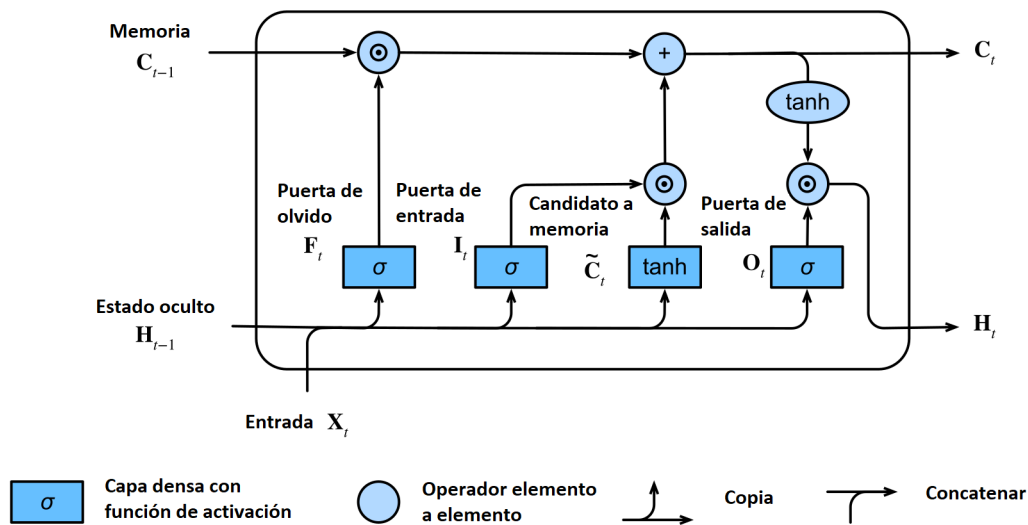 Memoria
C_{t−1}
⊙
+
C_t
tanh
⊙
⊙
Puerta de
olvido
F_t
σ
Puerta de
entrada
I_t
σ
Candidato a
memoria
C̃_t
tanh
Puerta de
salida
O_t
σ
Estado oculto
H_{t−1}
H_t
Entrada X_t
σ
Capa densa con
función de activación
Operador elemento
a elemento
Copia
Concatenar